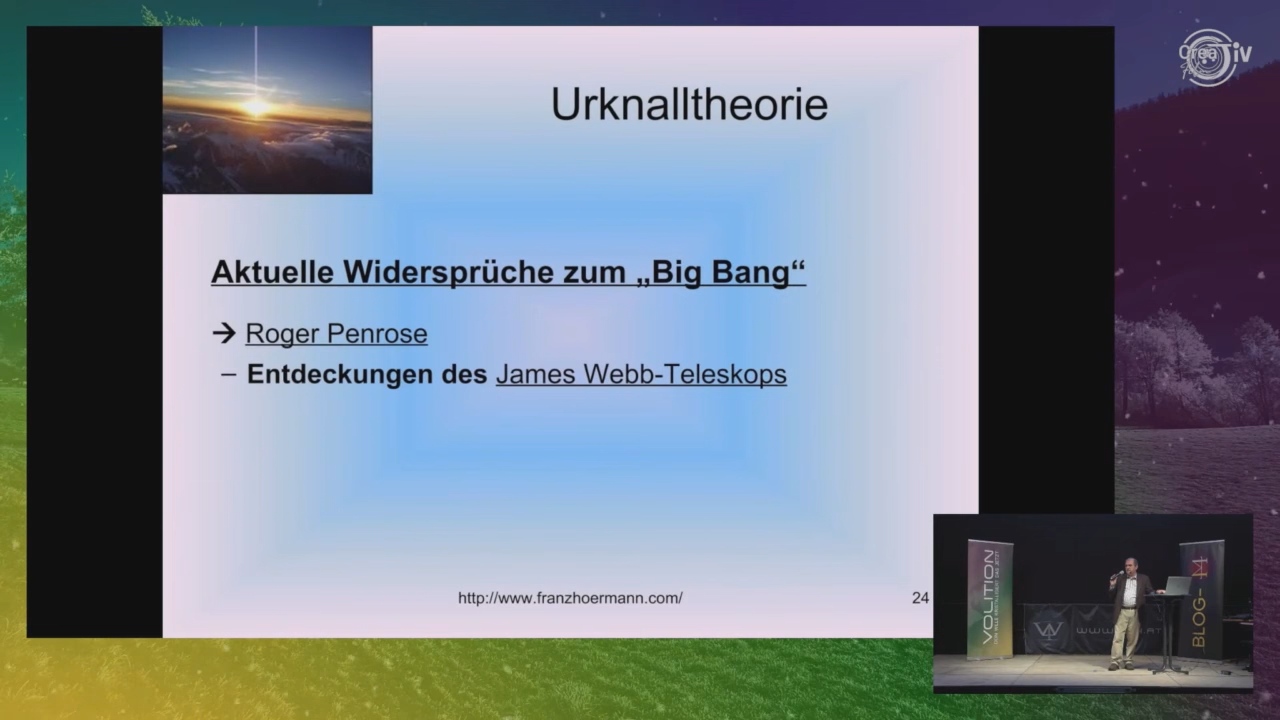 Urknalltheorie
Aktuelle Widersprüche zum „Big Bang“
→ Roger Penrose
– Entdeckungen des James Webb-Teleskops
http://www.franzhoermann.com/
24
VOLITION
BLOG-